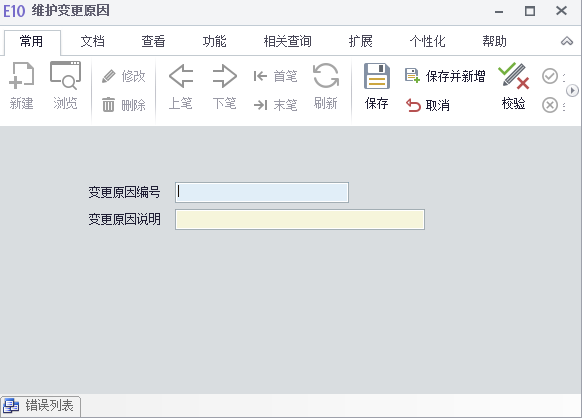 E10 维护变更原因
常用 文档 查看 功能 相关查询 扩展 个性化 帮助
新建 浏览 修改 删除 上笔 下笔 首笔 末笔 刷新 保存 保存并新增 取消 校验
变更原因编号
变更原因说明
错误列表